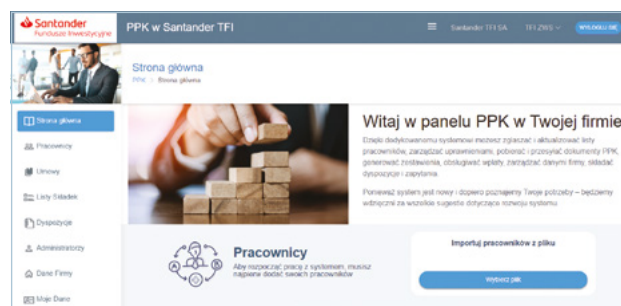 Santander
Fundusze Inwestycyjne
PPK w Santander TFI
Santander TFI SA
TFI ZWS
WYLOGUJ SIĘ
Strona główna
PPK > Strona główna
Strona główna
Pracownicy
Umowy
Listy Składek
Dyspozycje
Administratorzy
Dane Firmy
Moje Dane
Witaj w panelu PPK w Twojej firmie
Dzięki dedykowanemu systemowi możesz zgłaszać i aktualizować listy
pracowników, zarządzać uprawnieniami, pobierać i przesyłać dokumenty PPK,
generować zestawienia, obsługiwać wpłaty, zarządzać danymi firmy, składać
dyspozycje i zapytania.
Ponieważ system jest nowy i dopiero poznajemy Twoje potrzeby – będziemy
wdzięczni za wszelkie sugestie dotyczące rozwoju systemu
Pracownicy
Aby rozpocząć pracę z systemem, musisz
najpierw dodać swoich pracowników
Importuj pracowników z pliku
Wybierz plik